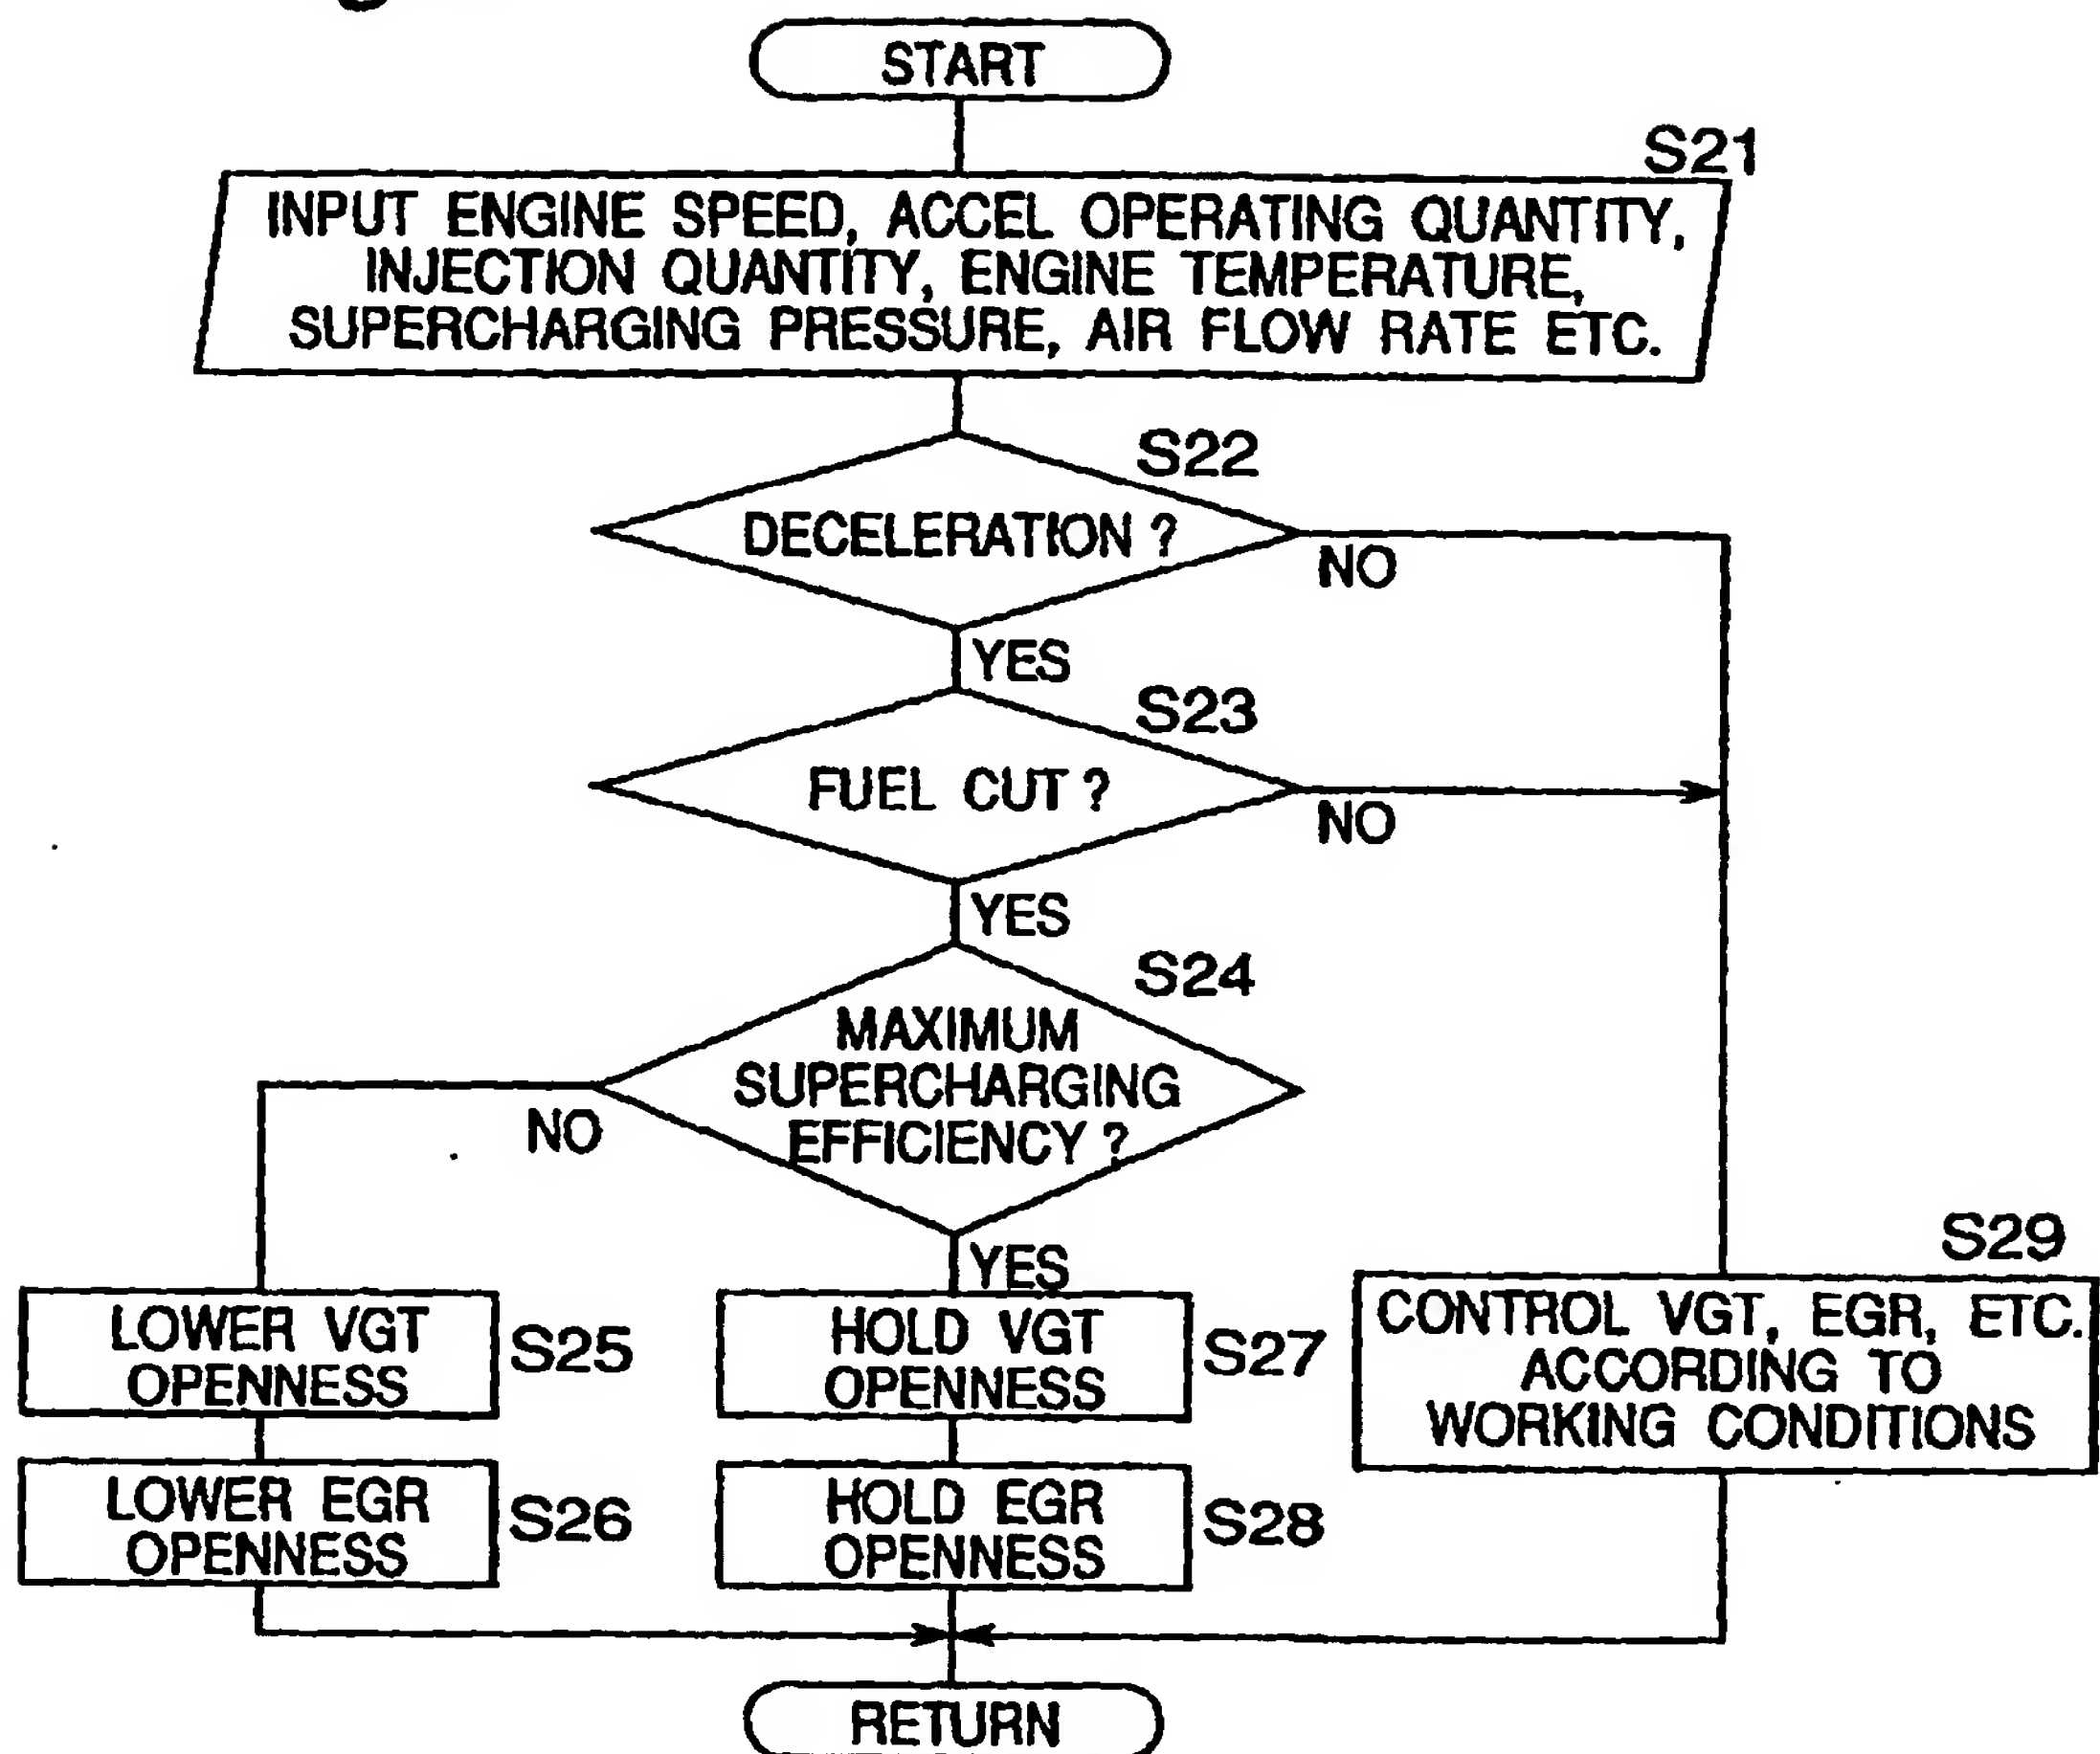 START
S21
INPUT ENGINE SPEED, ACCEL OPERATING QUANTITY,
INJECTION QUANTITY, ENGINE TEMPERATURE,
SUPERCHARGING PRESSURE, AIR FLOW RATE ETC.
S22
DECELERATION ?
NO
YES
S23
FUEL CUT ?
NO
YES
S24
MAXIMUM
SUPERCHARGING
EFFICIENCY ?
NO
YES
LOWER VGT
OPENNESS
S25
LOWER EGR
OPENNESS
S26
HOLD VGT
OPENNESS
S27
HOLD EGR
OPENNESS
S28
S29
CONTROL VGT, EGR, ETC.
ACCORDING TO
WORKING CONDITIONS
RETURN